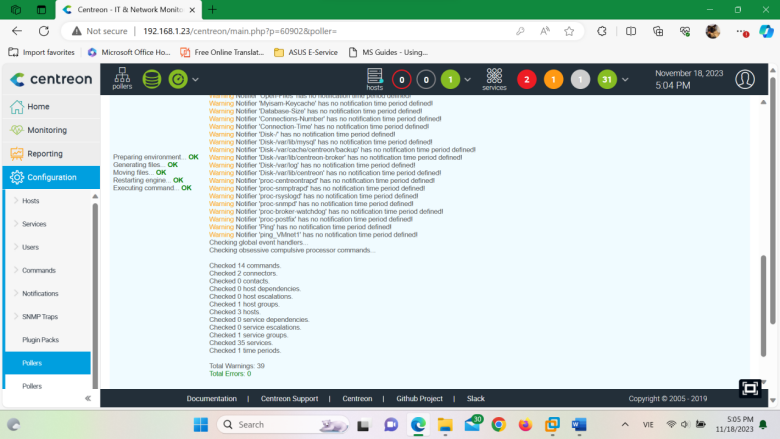 Centreon - IT & Network Monito
Not secure
192.168.1.23/centreon/main.php?p=60902&poller=
Import favorites
Microsoft Office Ho...
Free Online Translat...
ASUS E-Service
MS Guides - Using...
centreon
pollers
hosts
0
0
1
services
2
1
1
31
November 18, 2023
5:04 PM
Home
Monitoring
Reporting
Configuration
Hosts
Services
Users
Commands
Notifications
SNMP Traps
Plugin Packs
Pollers
Pollers
Preparing environment... OK
Generating files... OK
Moving files... OK
Restarting engine... OK
Executing command... OK
Warning Notifier 'Open-Files' has no notification time period defined!
Warning Notifier 'Myisam-Keycache' has no notification time period defined!
Warning Notifier 'Database-Size' has no notification time period defined!
Warning Notifier 'Connections-Number' has no notification time period defined!
Warning Notifier 'Connection-Time' has no notification time period defined!
Warning Notifier 'Disk-/' has no notification time period defined!
Warning Notifier 'Disk-/var/lib/mysql' has no notification time period defined!
Warning Notifier 'Disk-/var/cache/centreon/backup' has no notification time period defined!
Warning Notifier 'Disk-/var/lib/centreon-broker' has no notification time period defined!
Warning Notifier 'Disk-/var/log' has no notification time period defined!
Warning Notifier 'Disk-/var/lib/centreon' has no notification time period defined!
Warning Notifier 'proc-centreontrapd' has no notification time period defined!
Warning Notifier 'proc-snmptrapd' has no notification time period defined!
Warning Notifier 'proc-rsyslogd' has no notification time period defined!
Warning Notifier 'proc-snmpd' has no notification time period defined!
Warning Notifier 'proc-broker-watchdog' has no notification time period defined!
Warning Notifier 'proc-postfix' has no notification time period defined!
Warning Notifier 'Ping' has no notification time period defined!
Warning Notifier 'ping_VMnet1' has no notification time period defined!
Checking global event handlers...
Checking obsessive compulsive processor commands...
Checked 14 commands.
Checked 2 connectors.
Checked 0 contacts.
Checked 0 host dependencies.
Checked 0 host escalations.
Checked 1 host groups.
Checked 3 hosts.
Checked 0 service dependencies.
Checked 0 service escalations.
Checked 1 service groups.
Checked 35 services.
Checked 1 time periods.
Total Warnings: 39
Total Errors: 0
Documentation | Centreon Support | Centreon | Github Project | Slack
Copyright © 2005 - 2019
Search
30
VIE
5:05 PM
11/18/2023